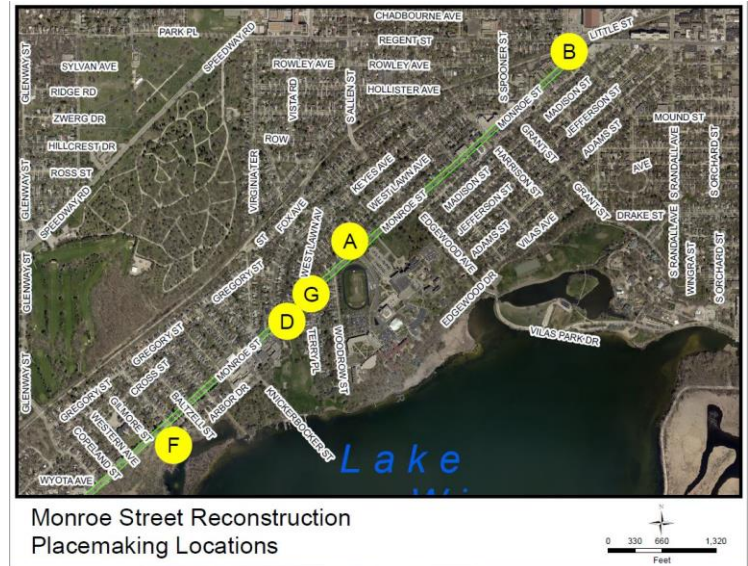 CHADBOURNE AVE
LITTLE ST
PARK PL
SPEEDWAY RD
REGENT ST
B
GLENWAY ST
SYLVAN AVE
ROWLEY AVE
ROWLEY AVE
S SPOONER ST
VISTA RD
S ALLEN ST
RIDGE RD
HOLLISTER AVE
MONROE ST
MADISON ST
JEFFERSON ST
ZWERG DR
MOUND ST
ADAMS ST
GRANT ST
ROW
HILLCREST DR
S RANDALL AVE
S ORCHARD ST
VIRGINIA TER
KEYES AVE
HARRISON ST
AVE
ROSS ST
GLENWAY ST
WEST LAWN AVE
MADISON ST
SPEEDWAY RD
FOX AVE
MONROE ST
JEFFERSON ST
GRANT ST
DRAKE ST
EDGEWOOD AVE
ADAMS ST
VILAS AVE
ST
A
WEST LAWN AV
S RANDALL AVE
WINGRA ST
S ORCHARD ST
GLENWAY ST
GREGORY ST
G
EDGEWOOD DR
D
TERRY PL
WOODROW ST
VILAS PARK DR
GREGORY ST
MONROE ST
CROSS ST
GLENWAY ST
GREGORY ST
GILMORE ST
BALTZELL ST
ARBOR DR
KNICKERBOCKER ST
WESTERN AVE
COPELAND ST
F
Lake
WYOTA AVE
Monroe Street Reconstruction
Placemaking Locations
N
0 330 660 1,320
Feet